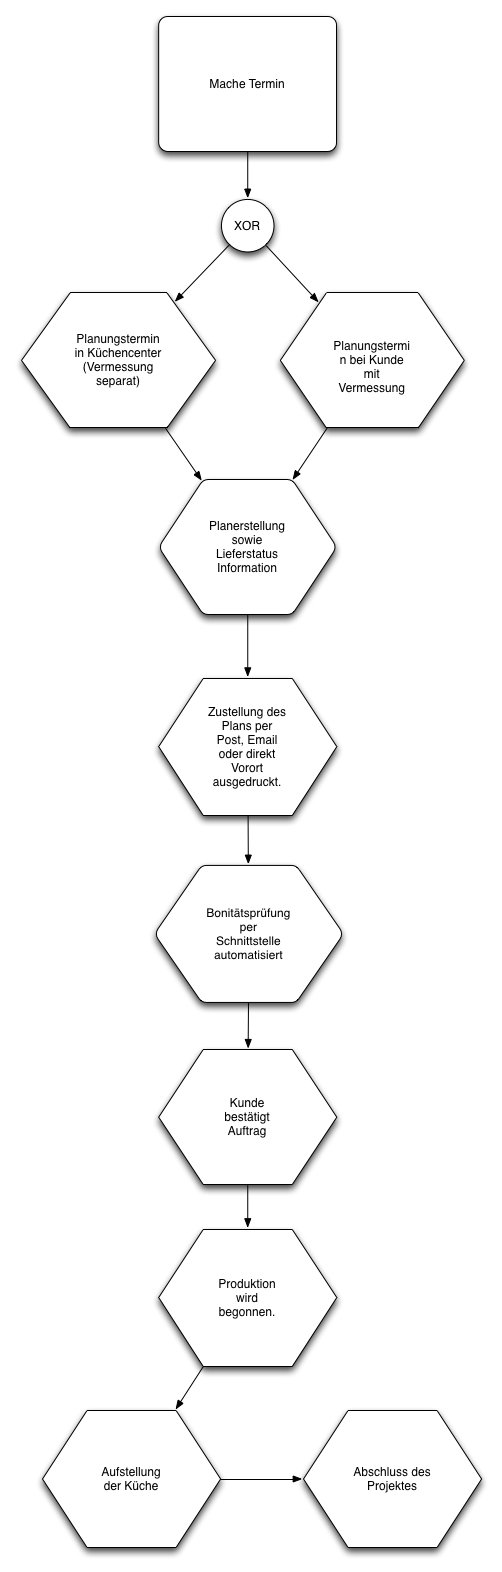 Mache Termin
XOR
Planungstermin
in Küchencenter
(Vermessung
separat)
Planungstermi
n bei Kunde
mit
Vermessung
Planerstellung
sowie
Lieferstatus
Information
Zustellung des
Plans per
Post, Email
oder direkt
Vorort
ausgedruckt.
Bonitätsprüfung
per
Schnittstelle
automatisiert
Kunde
bestätigt
Auftrag
Produktion
wird
begonnen.
Aufstellung
der Küche
Abschluss des
Projektes